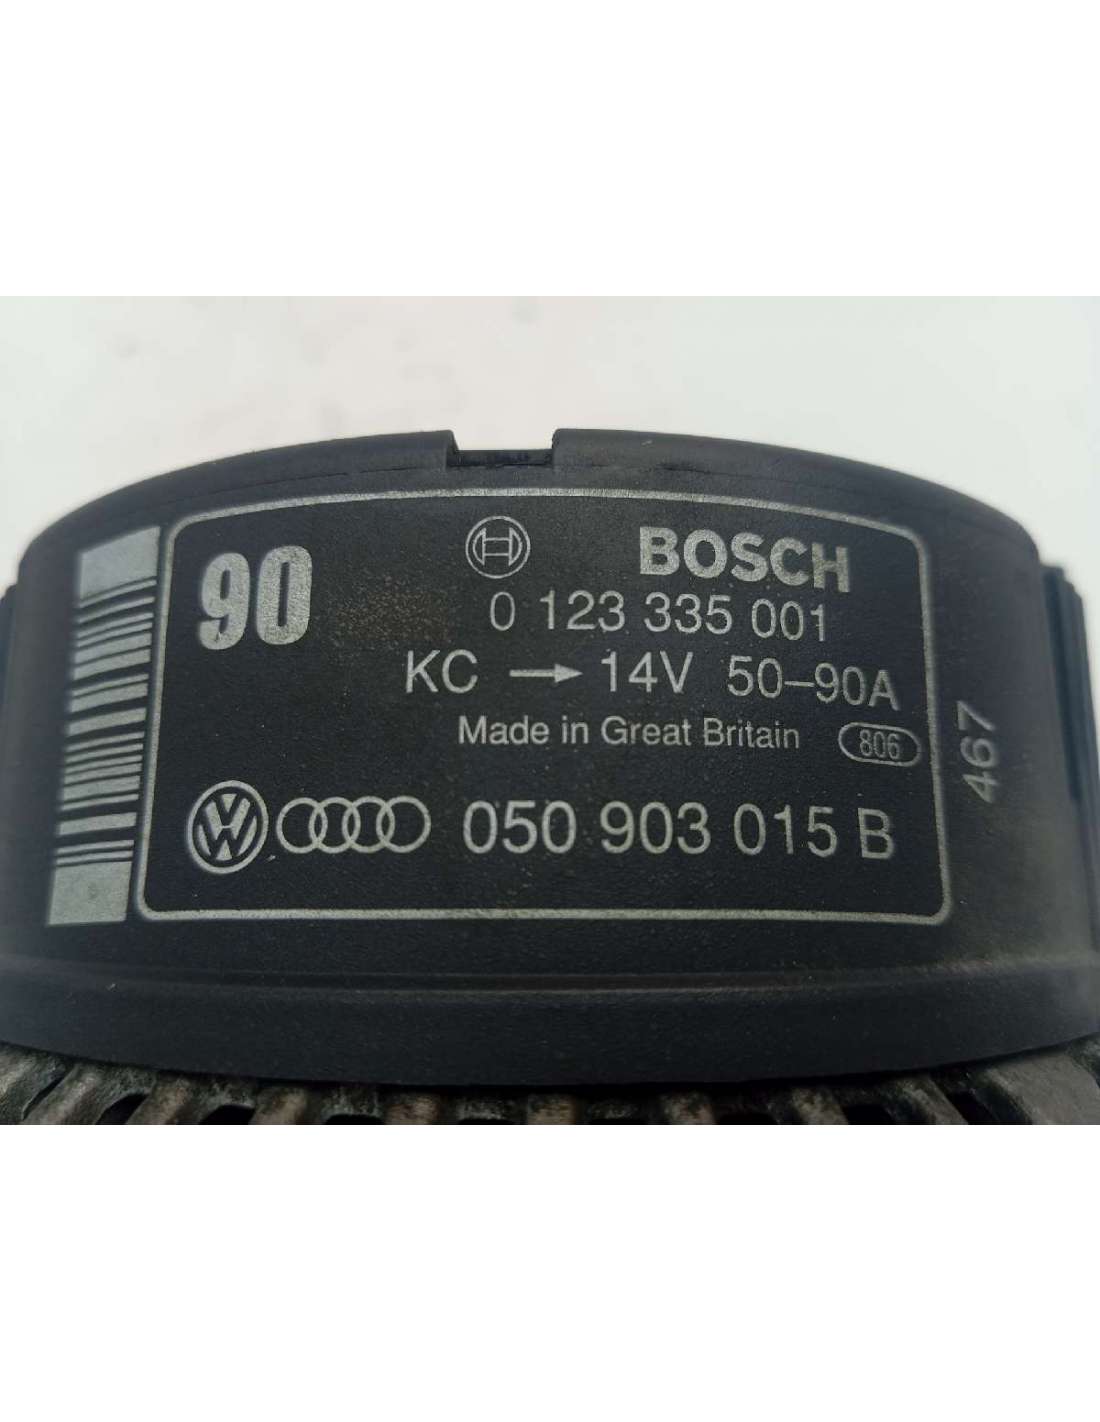 90
BOSCH
0 123 335 001
KC → 14V 50–90A
Made in Great Britain 806
050 903 015 B
467